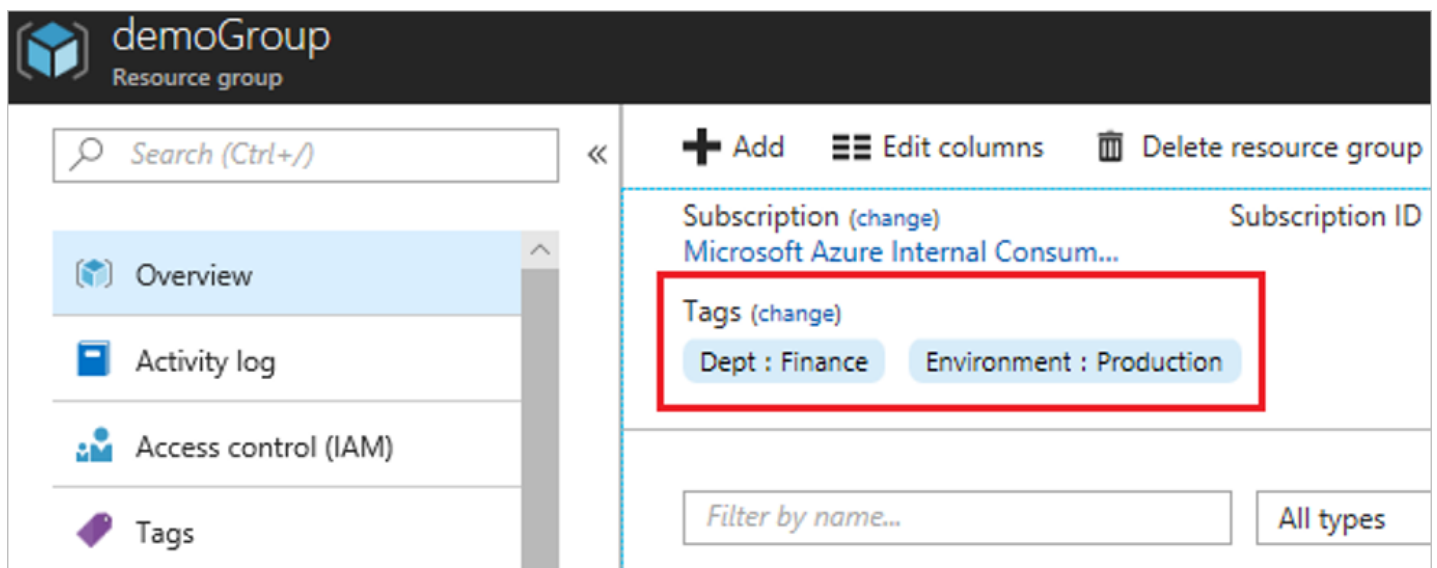 demoGroup
Resource group
Search (Ctrl+/)
«
Overview
Activity log
Access control (IAM)
Tags
Add Edit columns Delete resource group
Subscription (change) Subscription ID
Microsoft Azure Internal Consum...
Tags (change)
Dept : Finance Environment : Production
Filter by name... All types